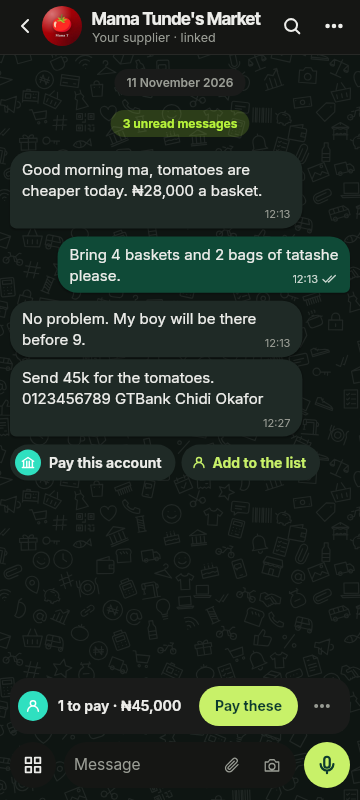 Mama Tunde's Market
Your supplier · linked
11 November 2026
3 unread messages
Good morning ma, tomatoes are
cheaper today. ₦28,000 a basket.
12:13
Bring 4 baskets and 2 bags of tatashe
please.
12:13
No problem. My boy will be there
before 9.
12:13
Send 45k for the tomatoes.
0123456789 GTBank Chidi Okafor
12:27
Pay this account
Add to the list
1 to pay · ₦45,000
Pay these
Message